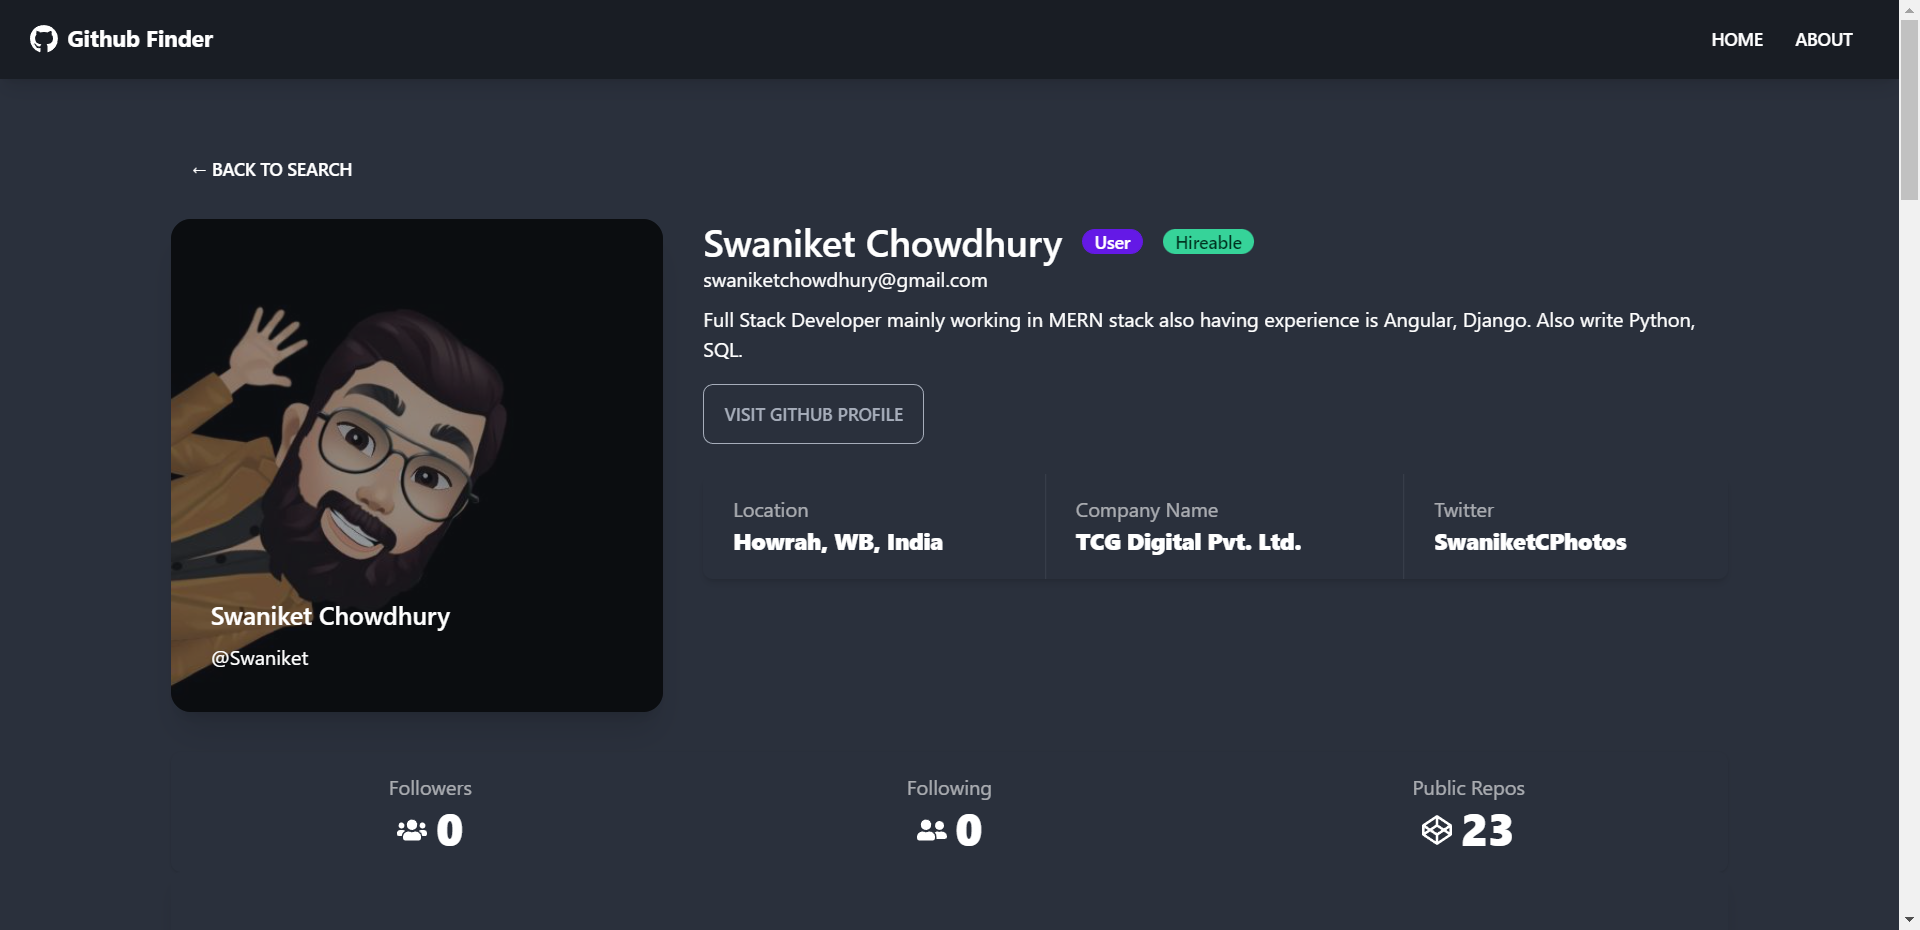 Github Finder
HOME
ABOUT
← BACK TO SEARCH
Swaniket Chowdhury
@Swaniket
Swaniket Chowdhury
User
Hireable
swaniketchowdhury@gmail.com
Full Stack Developer mainly working in MERN stack also having experience is Angular, Django. Also write Python,
SQL.
VISIT GITHUB PROFILE
Location
Howrah, WB, India
Company Name
TCG Digital Pvt. Ltd.
Twitter
SwaniketCPhotos
Followers
0
Following
0
Public Repos
23